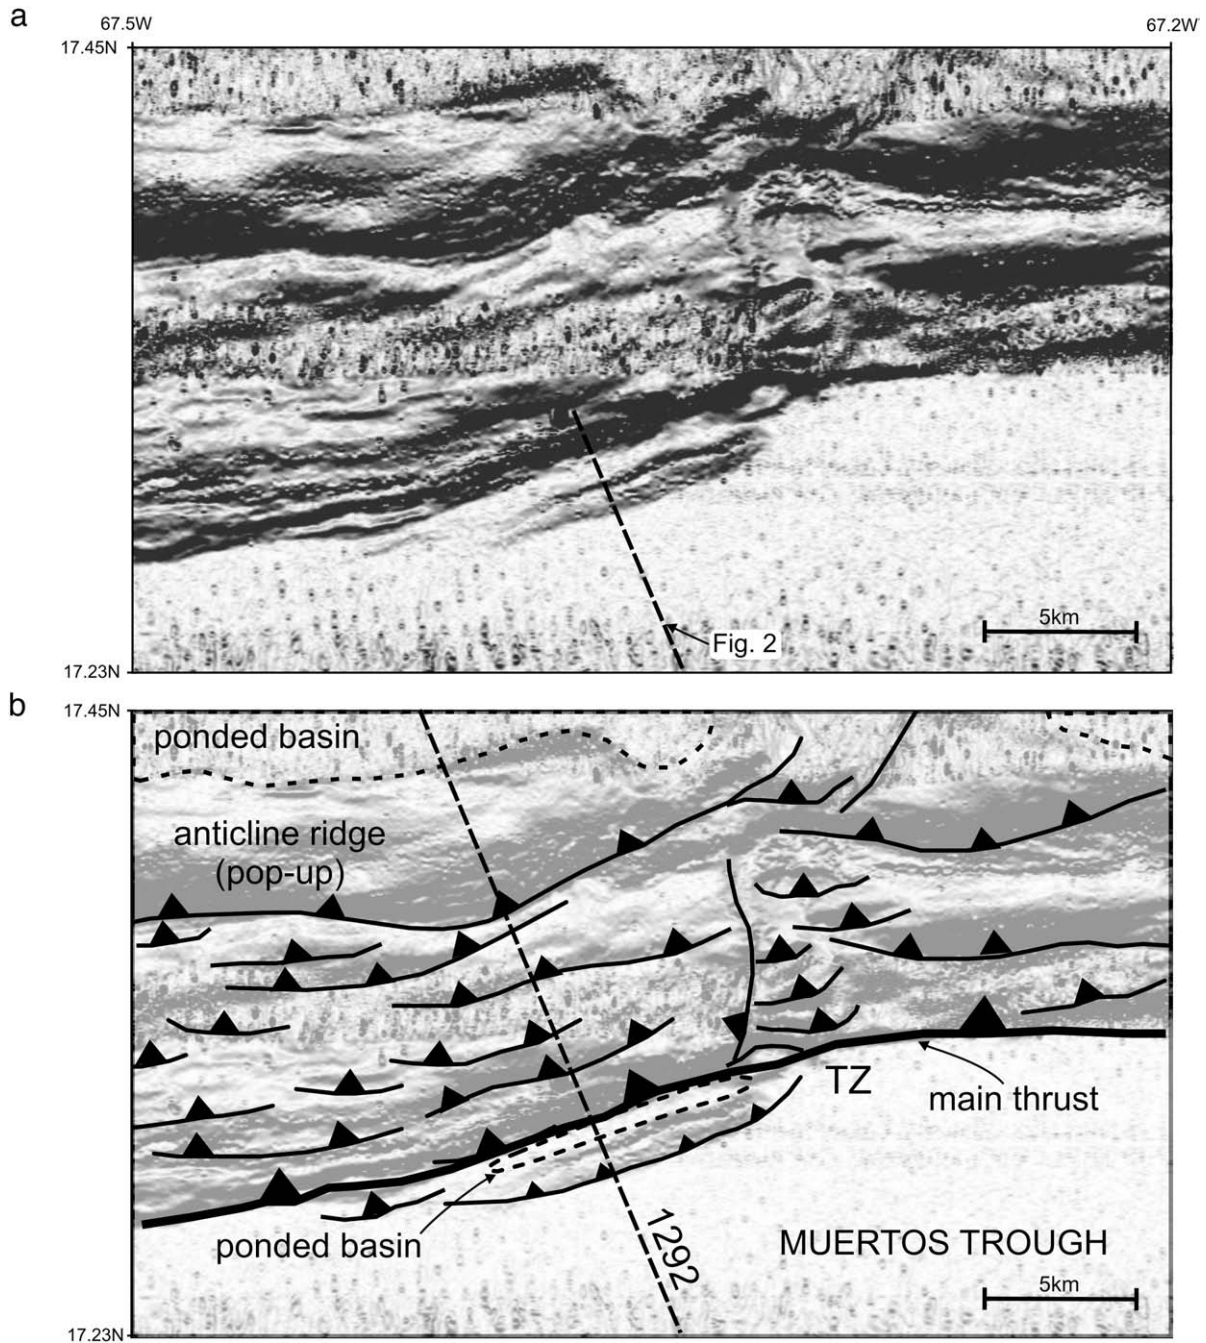 a
67.5W
67.2W
17.45N
5km
Fig. 2
17.23N
b
17.45N
ponded basin
anticline ridge
(pop-up)
TZ
main thrust
1292
ponded basin
MUERTOS TROUGH
5km
17.23N